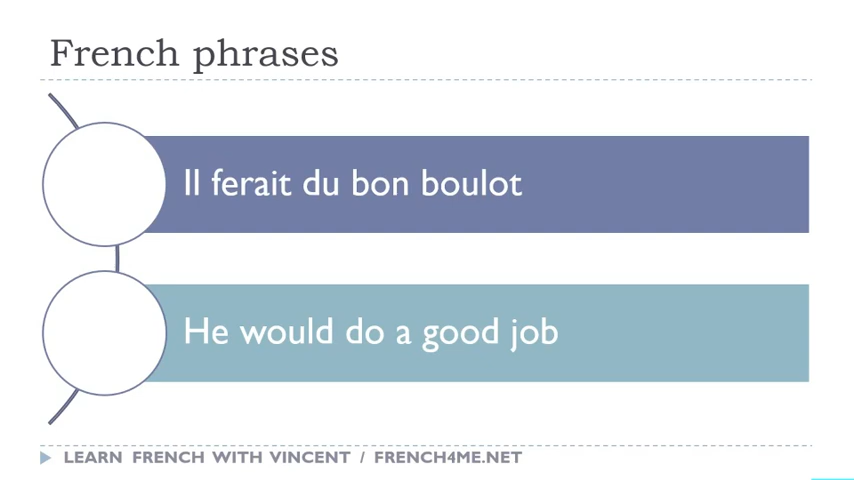 French phrases
Il ferait du bon boulot
He would do a good job
LEARN FRENCH WITH VINCENT / FRENCH4ME.NET